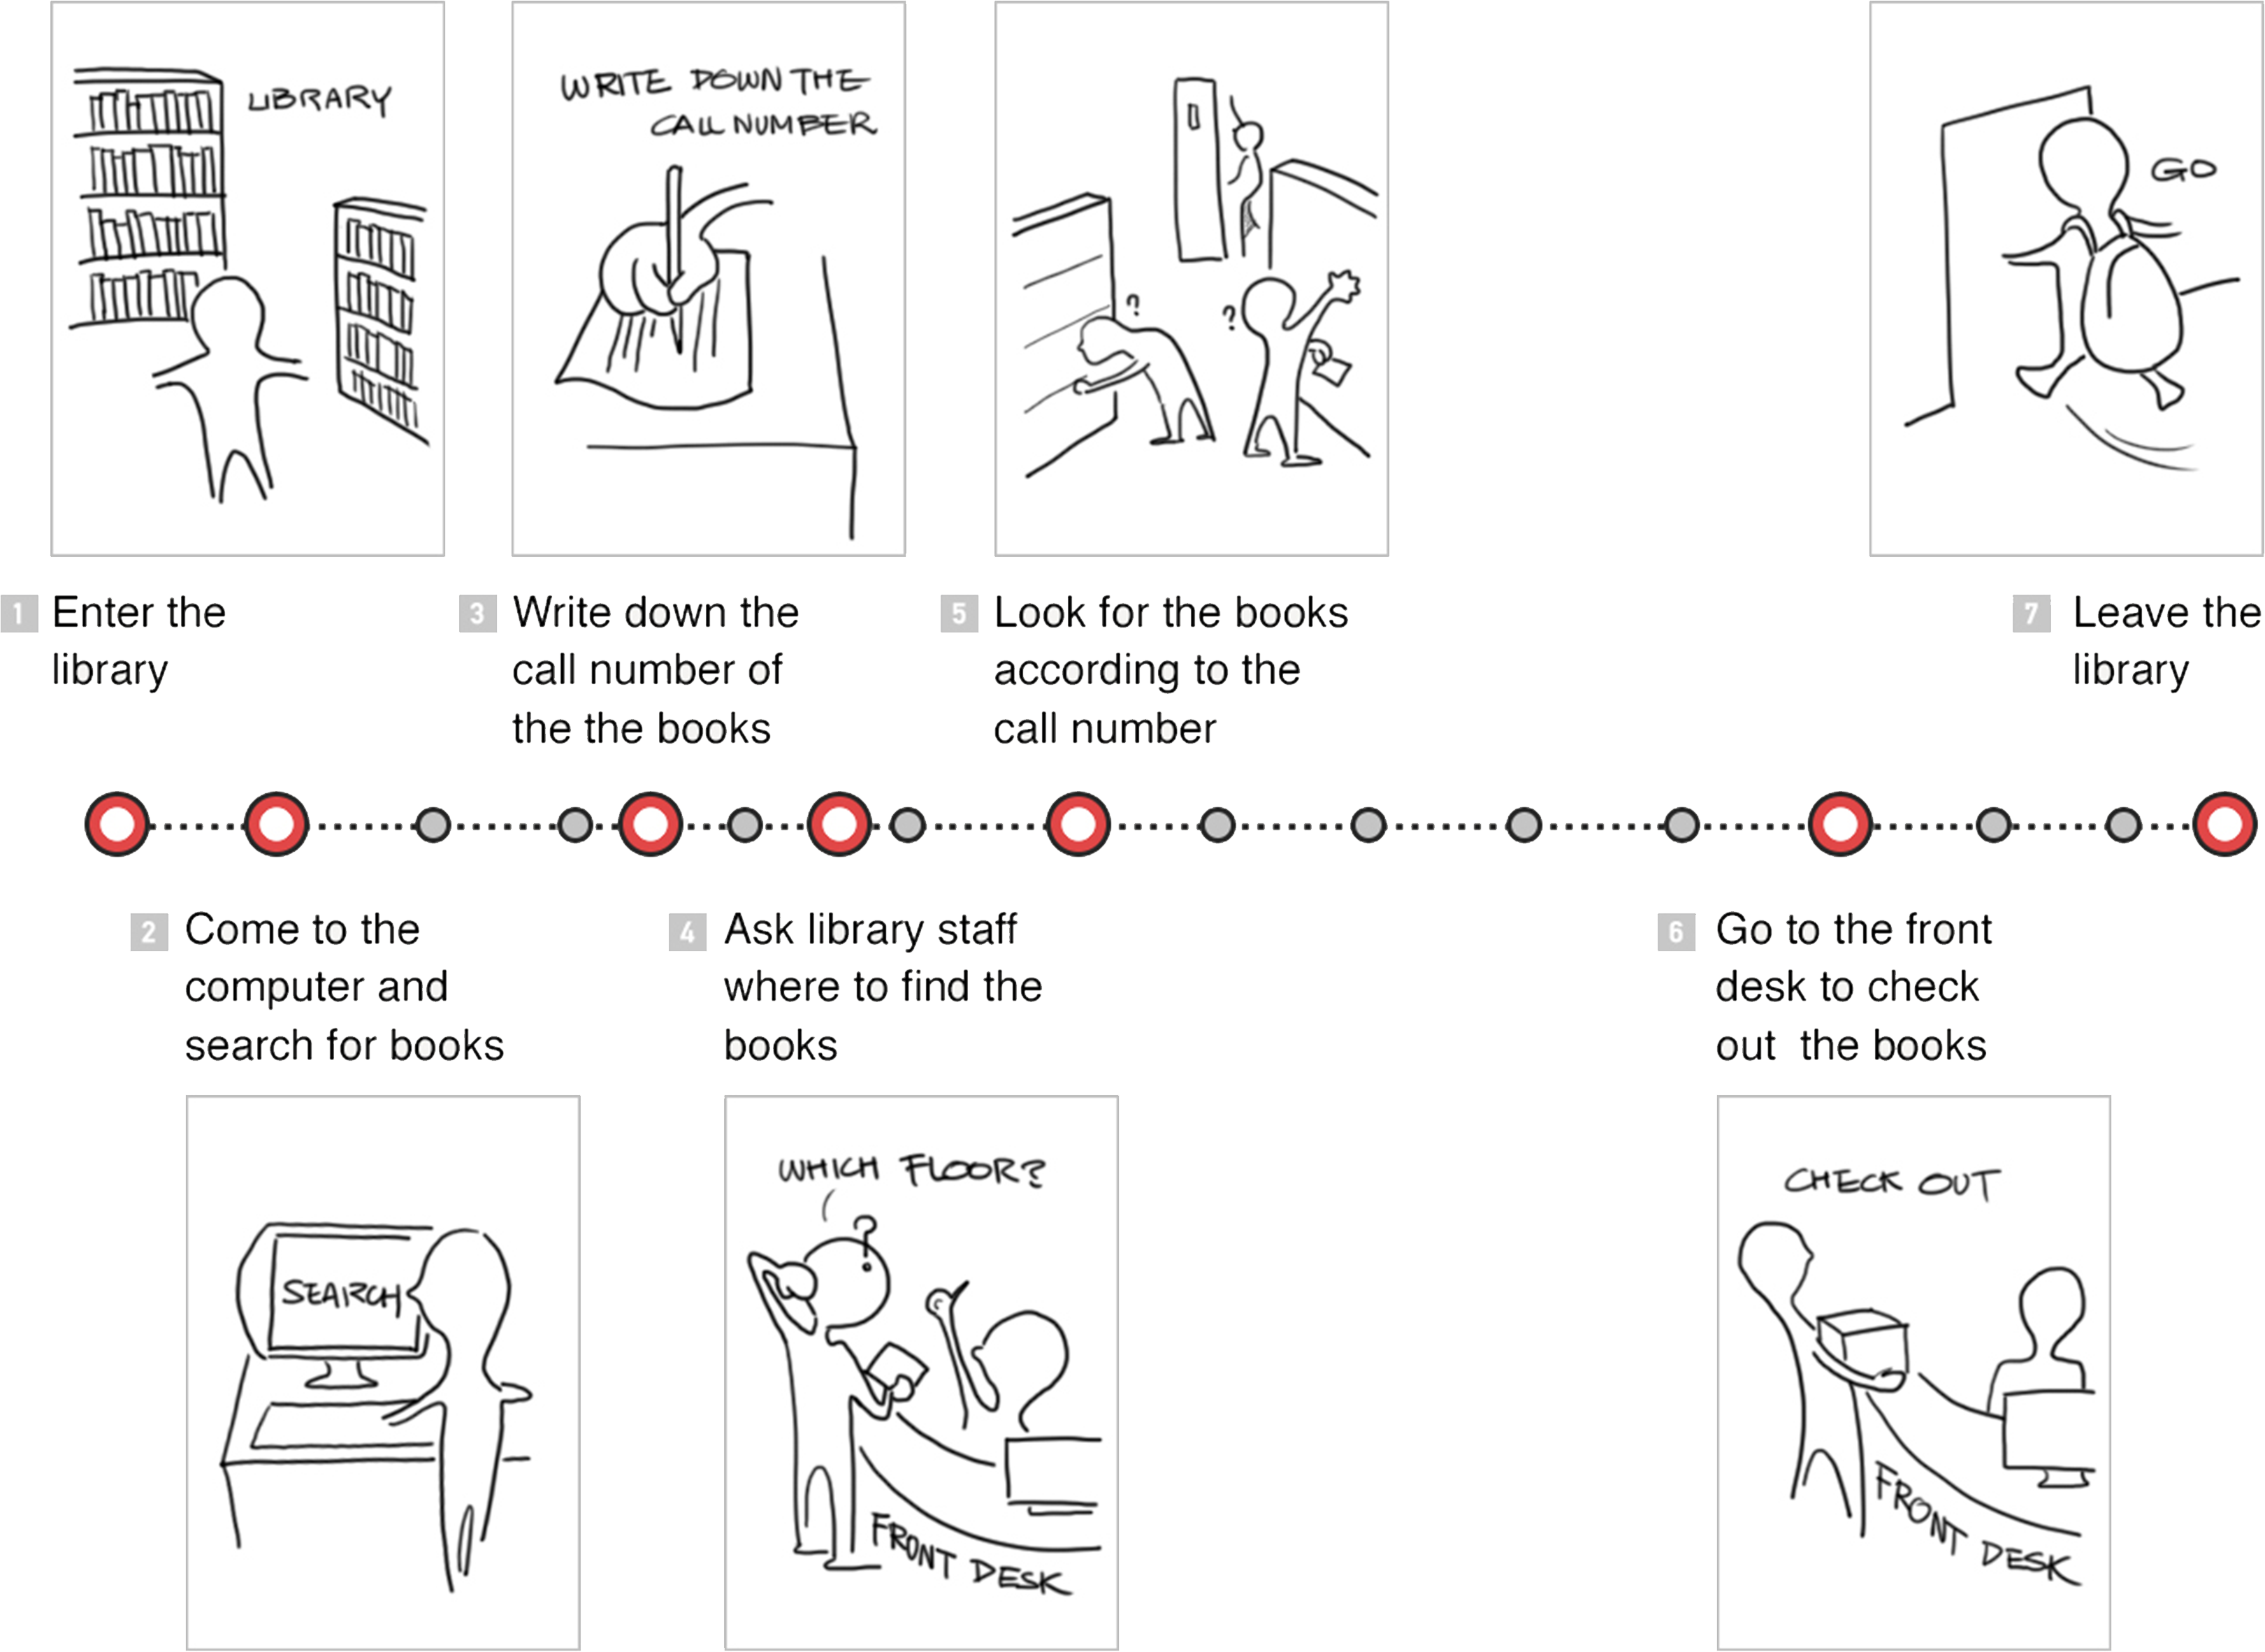 LIBRARY
WRITE DOWN THE
CALL NUMBER
?
?
GO
1 Enter the
library
3 Write down the
call number of
the the books
5 Look for the books
according to the
call number
7 Leave the
library
2 Come to the
computer and
search for books
4 Ask library staff
where to find the
books
6 Go to the front
desk to check
out the books
SEARCH
WHICH FLOOR?
?
FRONT DESK
CHECK OUT
FRONT DESK